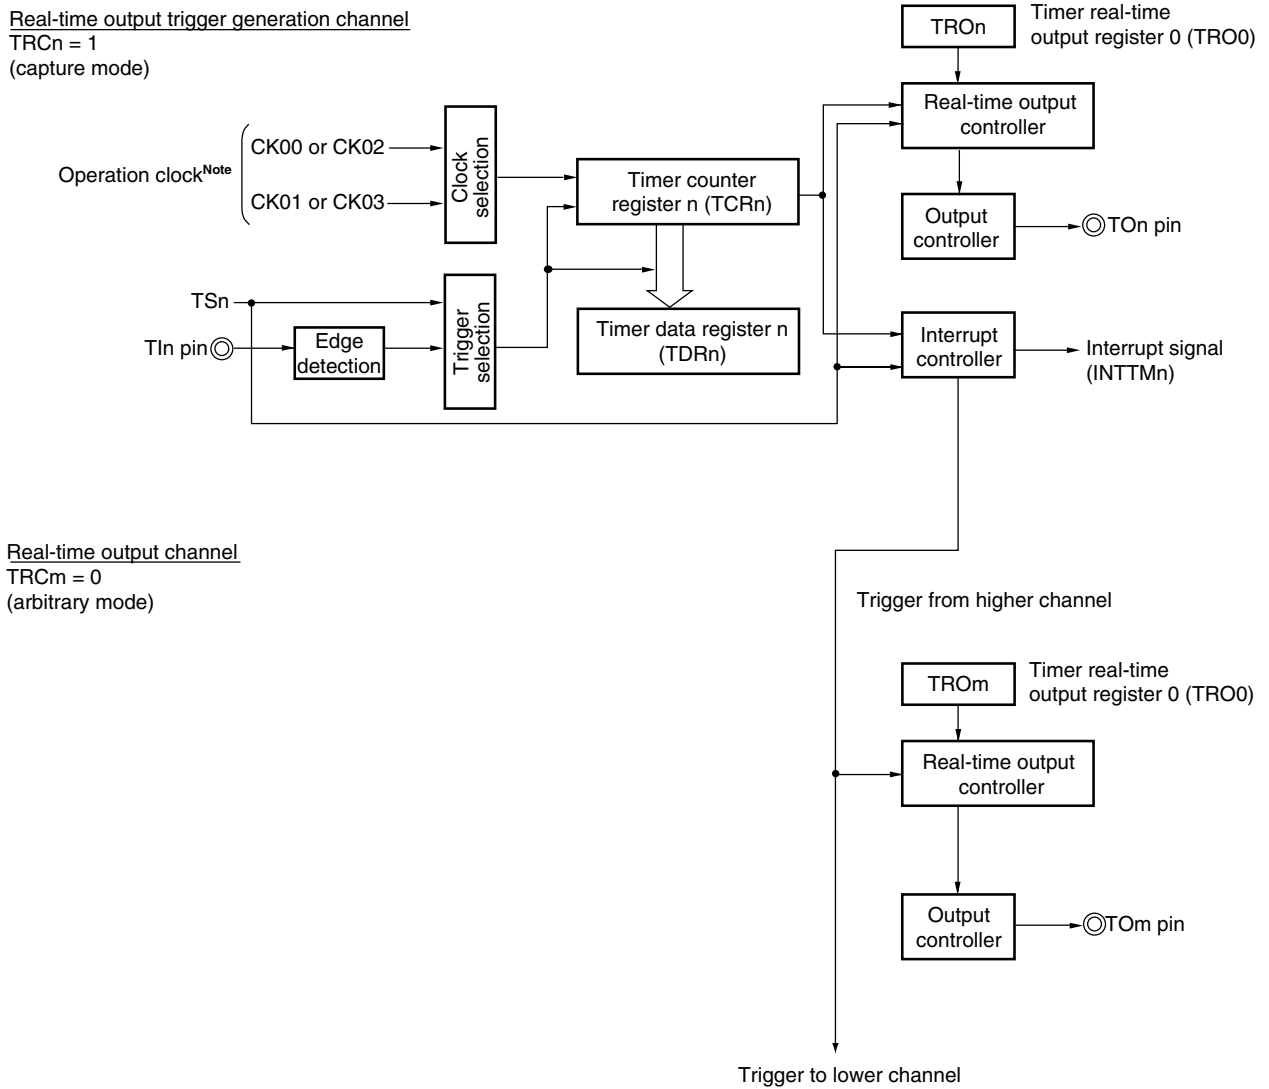 Real-time output trigger generation channel
TRCn = 1
(capture mode)
TROn
Timer real-time
output register 0 (TRO0)
Real-time output
controller
Operation clockNote
CK00 or CK02
CK01 or CK03
Clock
selection
Timer counter
register n (TCRn)
Output
controller
TOn pin
TSn
TIn pin
Edge
detection
Trigger
selection
Timer data register n
(TDRn)
Interrupt
controller
Interrupt signal
(INTTMn)
Real-time output channel
TRCm = 0
(arbitrary mode)
Trigger from higher channel
TROm
Timer real-time
output register 0 (TRO0)
Real-time output
controller
Output
controller
TOm pin
Trigger to lower channel